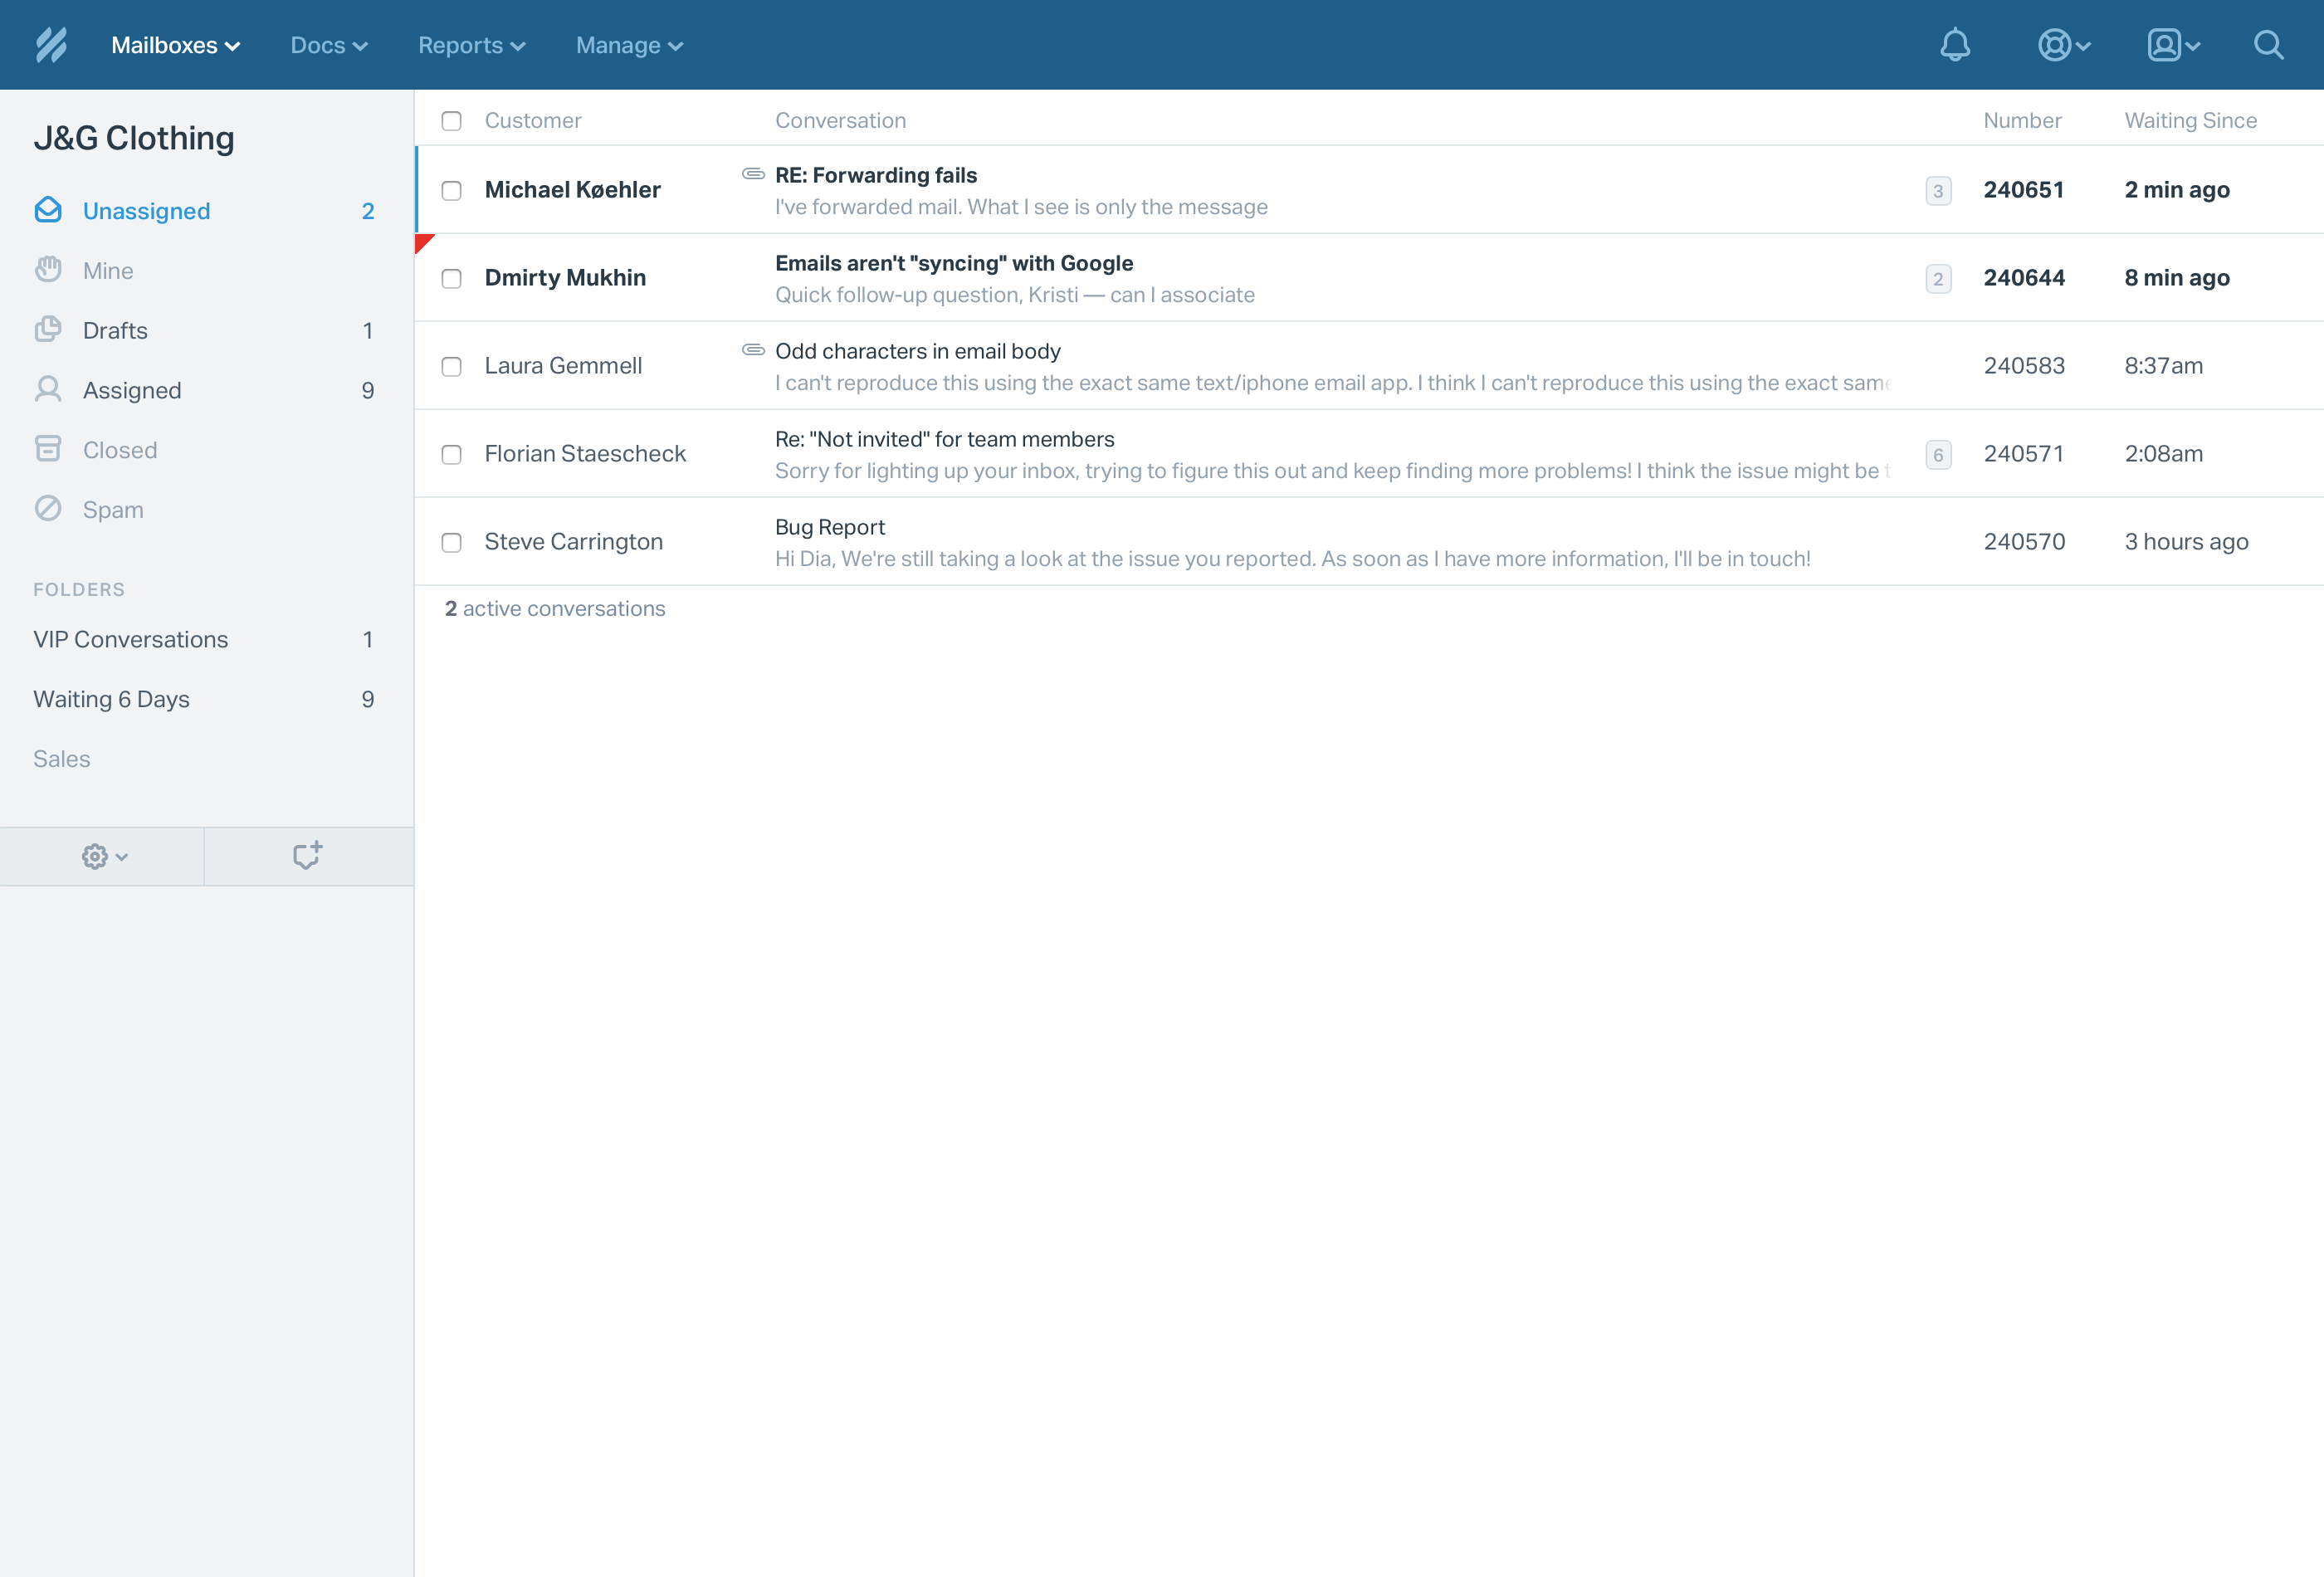 Mailboxes Docs Reports Manage
J&G Clothing
Unassigned 2
Mine
Drafts 1
Assigned 9
Closed
Spam
FOLDERS
VIP Conversations 1
Waiting 6 Days 9
Sales
Customer Conversation Number Waiting Since
Michael Køehler RE: Forwarding fails 3 240651 2 min ago
I've forwarded mail. What I see is only the message
Dmirty Mukhin Emails aren't "syncing" with Google 2 240644 8 min ago
Quick follow-up question, Kristi — can I associate
Laura Gemmell Odd characters in email body 240583 8:37am
I can't reproduce this using the exact same text/iphone email app. I think I can't reproduce this using the exact same
Florian Staescheck Re: "Not invited" for team members 6 240571 2:08am
Sorry for lighting up your inbox, trying to figure this out and keep finding more problems! I think the issue might be t
Steve Carrington Bug Report 240570 3 hours ago
Hi Dia, We're still taking a look at the issue you reported. As soon as I have more information, I'll be in touch!
2 active conversations